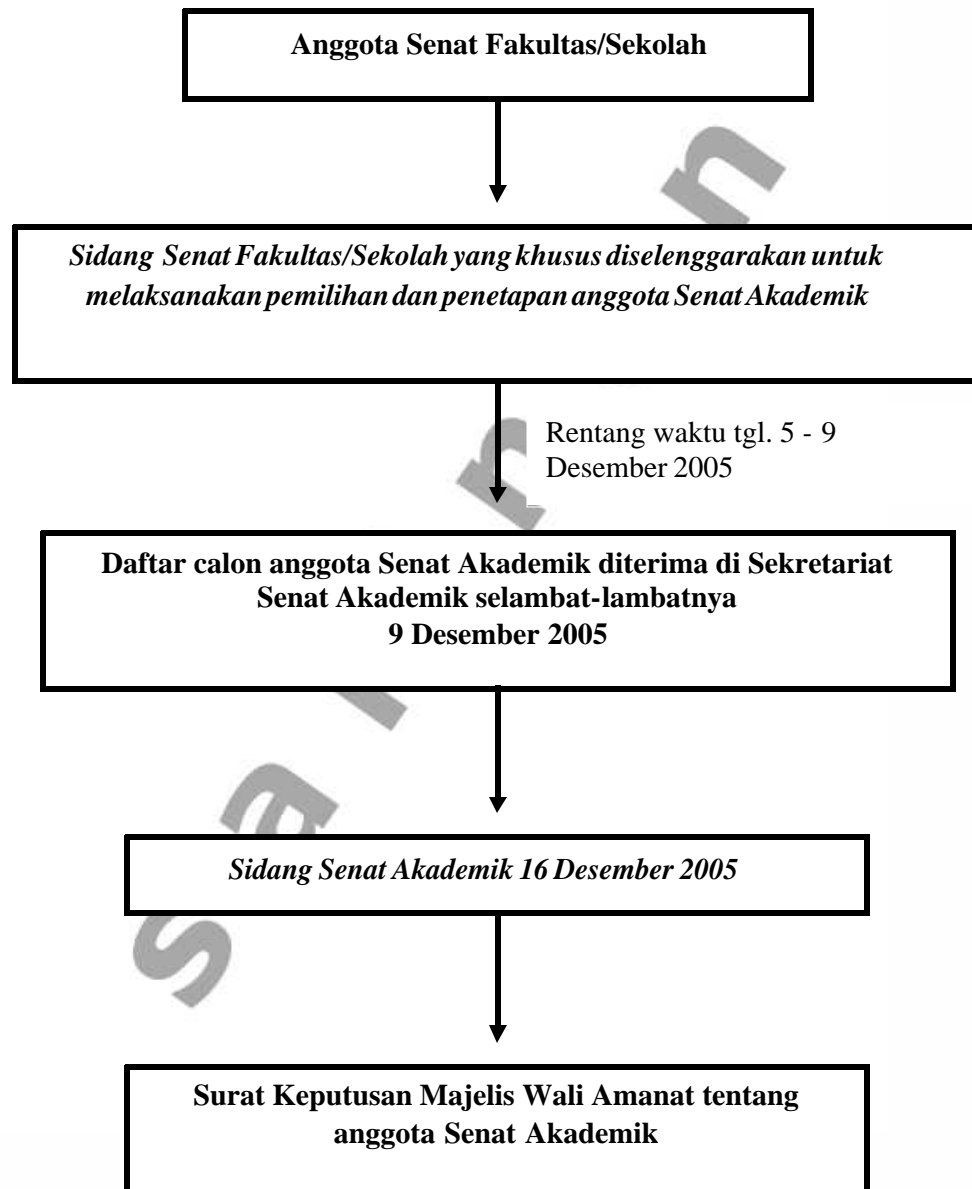 Anggota Senat Fakultas/Sekolah
Sidang Senat Fakultas/Sekolah yang khusus diselenggarakan untuk
melaksanakan pemilihan dan penetapan anggota Senat Akademik
Rentang waktu tgl. 5 - 9
Desember 2005
Daftar calon anggota Senat Akademik diterima di Sekretariat
Senat Akademik selambat-lambatnya
9 Desember 2005
Sidang Senat Akademik 16 Desember 2005
Surat Keputusan Majelis Wali Amanat tentang
anggota Senat Akademik